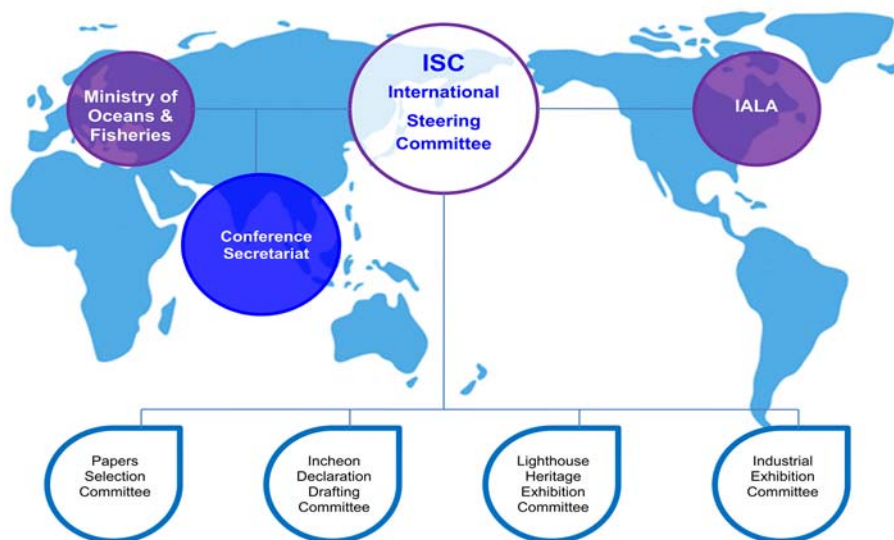 ISC
International
Steering
Committee
Ministry of
Oceans &
Fisheries
IALA
Conference
Secretariat
Papers
Selection
Committee
Incheon
Declaration
Drafting
Committee
Lighthouse
Heritage
Exhibition
Committee
Industrial
Exhibition
Committee